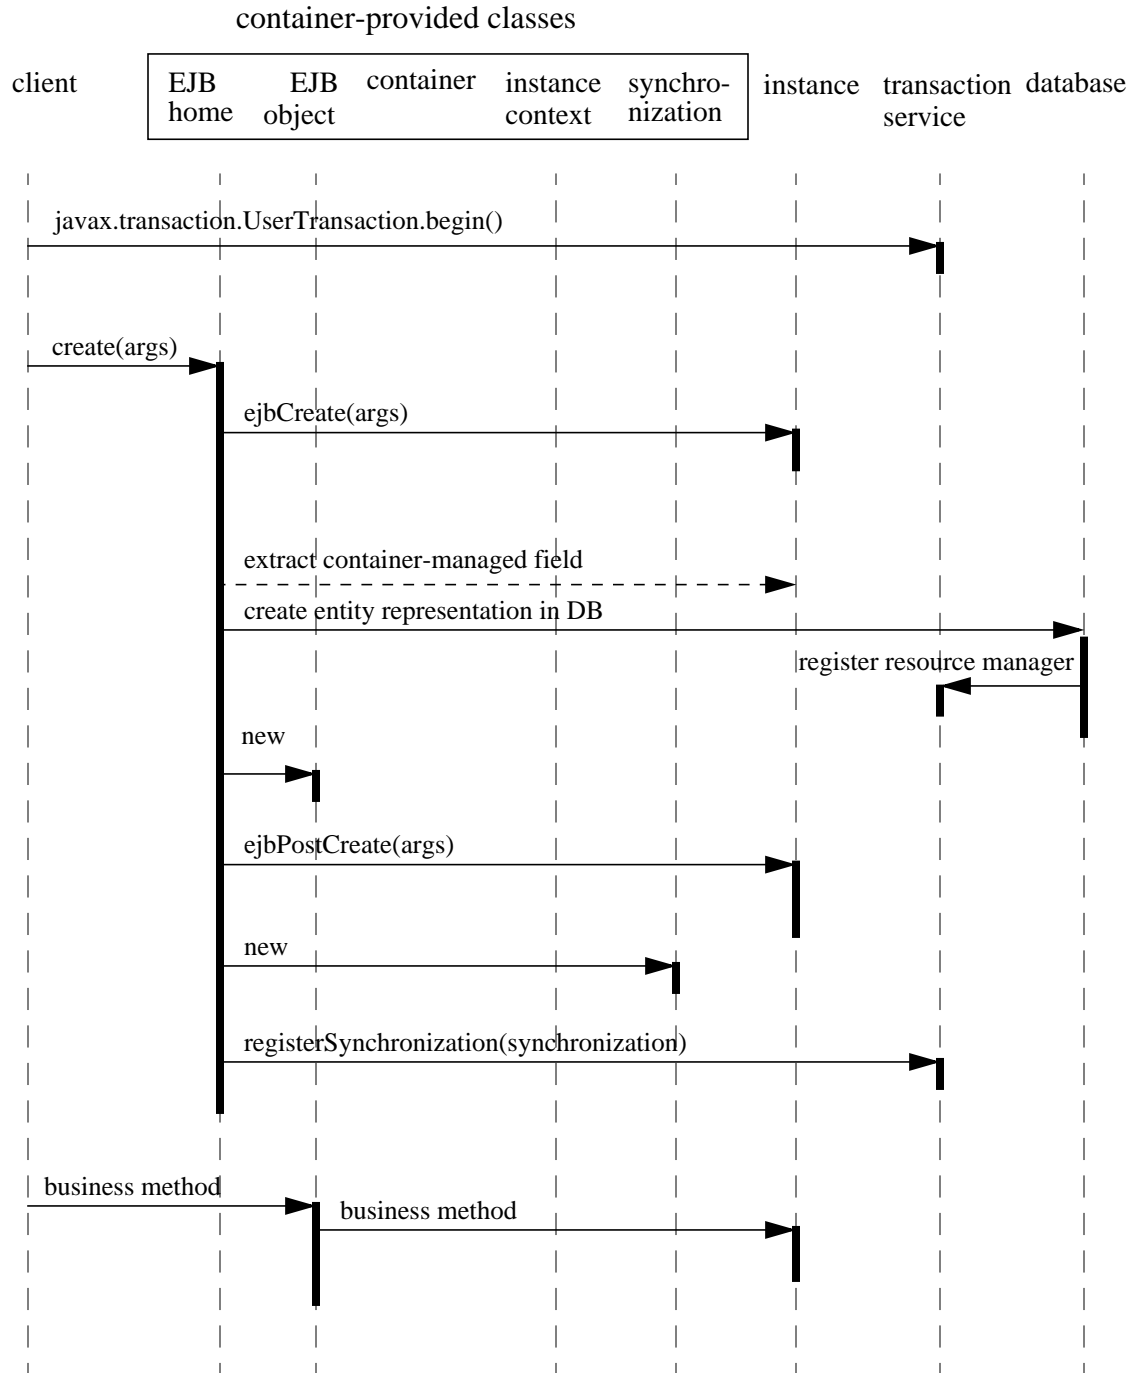 container-provided classes
client
EJB
home
EJB
object
container
instance
context
synchro-
nization
instance
transaction
service
database
javax.transaction.UserTransaction.begin()
create(args)
ejbCreate(args)
extract container-managed field
create entity representation in DB
register resource manager
new
ejbPostCreate(args)
new
registerSynchronization(synchronization)
business method
business method